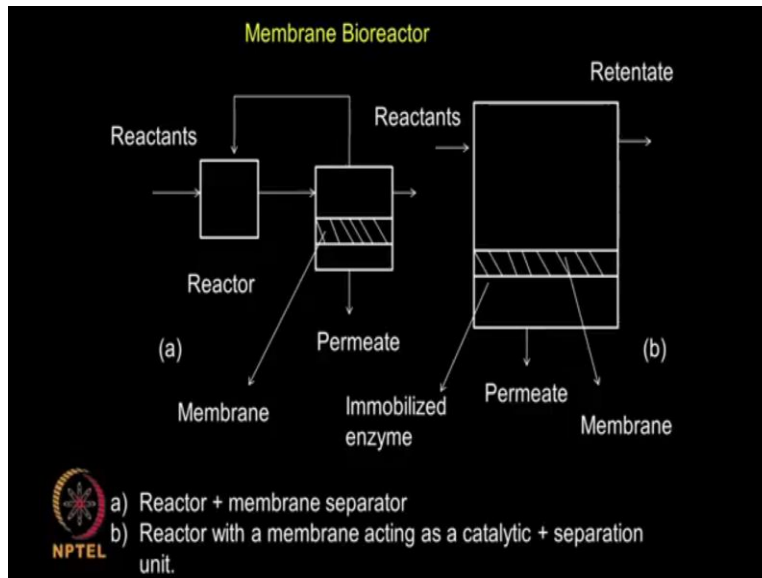 Membrane Bioreactor
Retentate
Reactants
Reactants
Reactor
Permeate
(a)
(b)
Membrane
Immobilized
enzyme
Permeate
Membrane
a) Reactor + membrane separator
b) Reactor with a membrane acting as a catalytic + separation
unit.
NPTEL